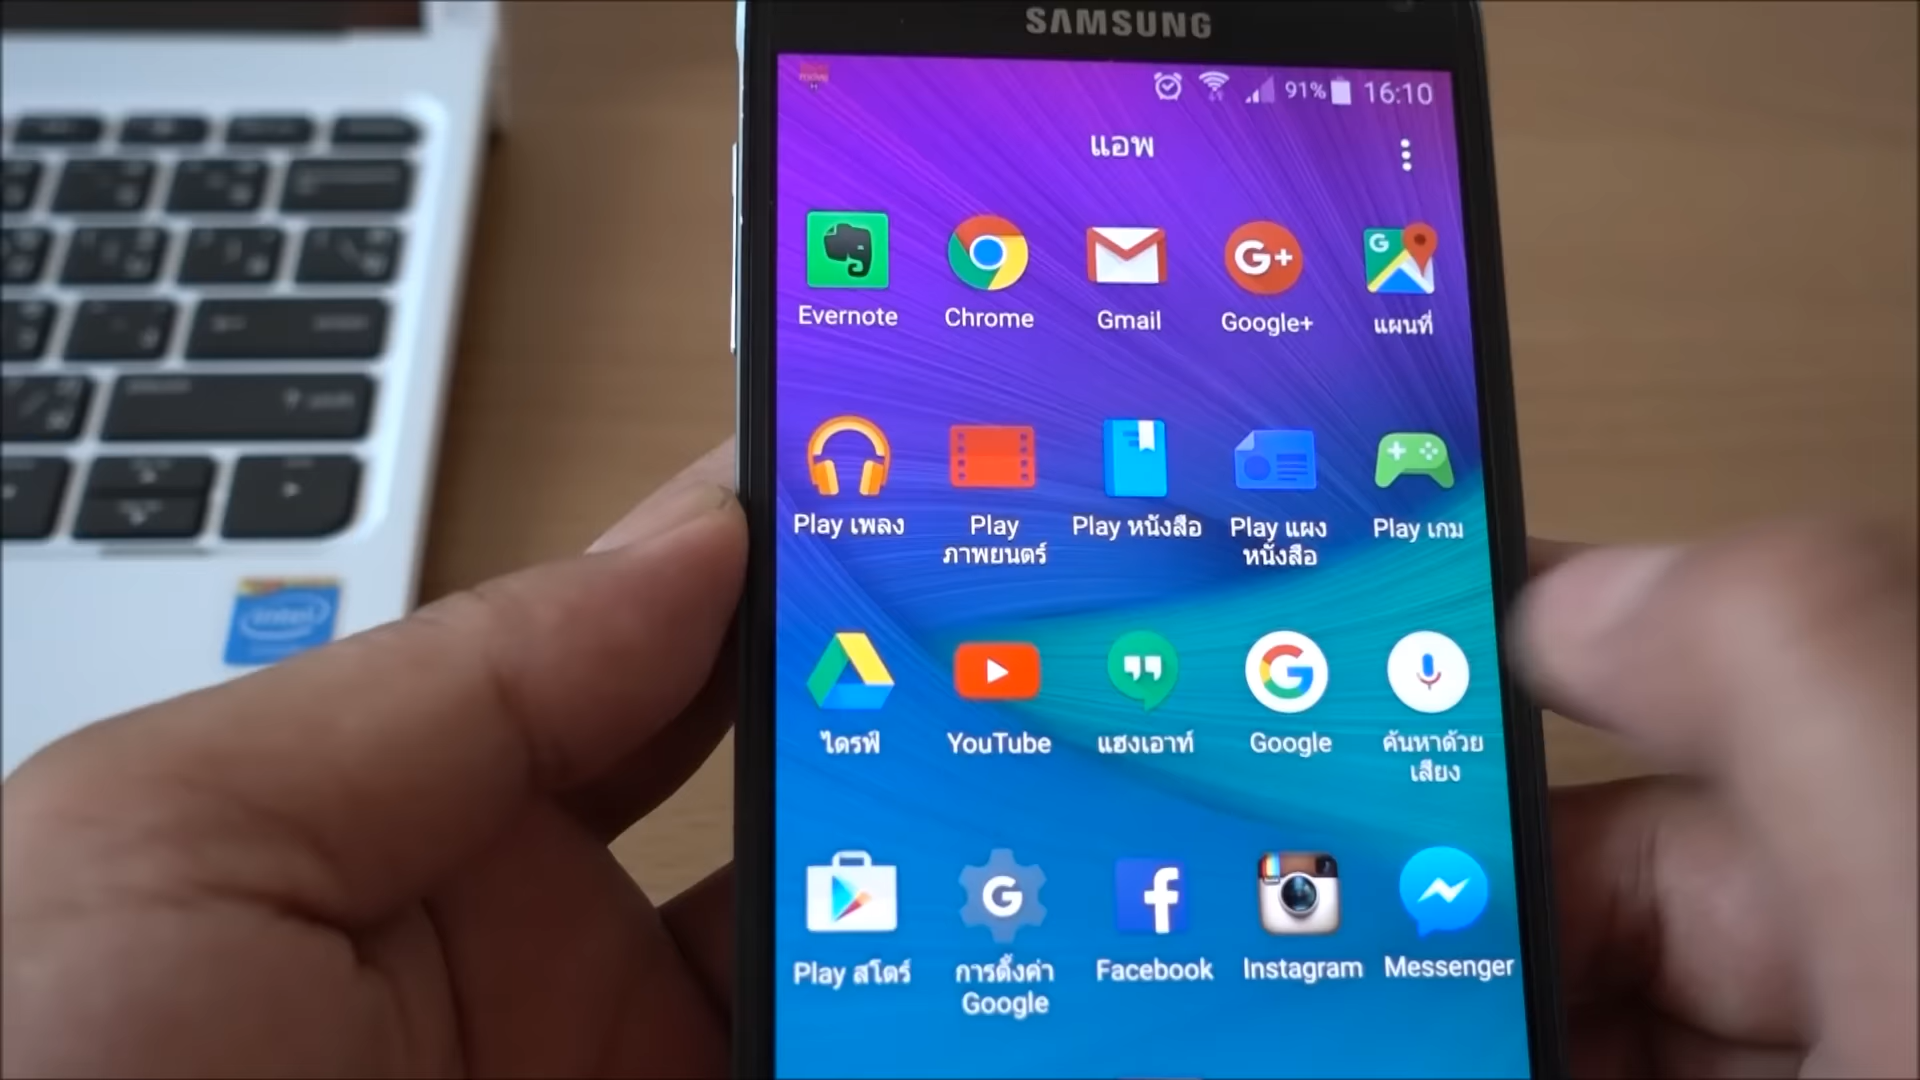 SAMSUNG
move H
91% 16:10
แอพ
Evernote
Chrome
Gmail
Google+
แผนที่
Play เพลง
Play
ภาพยนตร์
Play หนังสือ
Play แผง
หนังสือ
Play เกม
ไดรฟ์
YouTube
แฮงเอาท์
Google
ค้นหาด้วย
เสียง
Play สโตร์
การตั้งค่า
Google
Facebook
Instagram
Messenger
intel